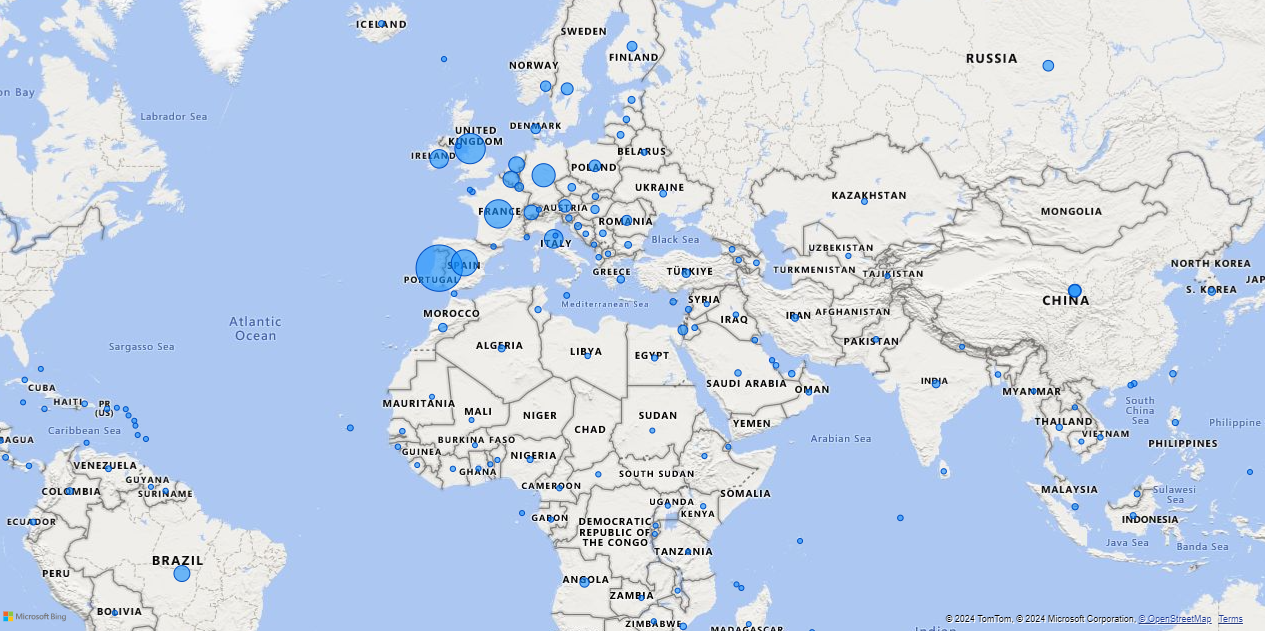 ICELAND
SWEDEN
FINLAND
NORWAY
RUSSIA
on Bay
Labrador Sea
UNITED
KINGDOM
DENMARK
IRELAND
BELARUS
POLAND
UKRAINE
KAZAKHSTAN
FRANCE
AUSTRIA
MONGOLIA
ROMANIA
Black Sea
ITALY
UZBEKISTAN
NORTH KOREA
SPAIN
PORTUGAL
GREECE
TÜRKIYE
TURKMENISTAN
TAJIKISTAN
JAP
S. KOREA
CHINA
Mediterranean Sea
SYRIA
MOROCCO
Atlantic
Ocean
IRAQ
IRAN
AFGHANISTAN
Sargasso Sea
ALGERIA
LIBYA
EGYPT
PAKISTAN
CUBA
SAUDI ARABIA
OMAN
INDIA
MYANMAR
HAITI
PR
(US)
MAURITANIA
MALI
NIGER
SUDAN
South
China
Sea
Caribbean Sea
CHAD
YEMEN
THAILAND
Philippine
AGUA
BURKINA FASO
Arabian Sea
VIETNAM
PHILIPPINES
GUINEA
NIGERIA
VENEZUELA
GHANA
SOUTH SUDAN
GUYANA
CAMEROON
SOMALIA
MALAYSIA
Sulawesi
Sea
COLOMBIA
SURINAME
UGANDA
KENYA
GABON
DEMOCRATIC
REPUBLIC OF
THE CONGO
INDONESIA
ECUADOR
Java Sea
Banda Sea
TANZANIA
BRAZIL
PERU
ANGOLA
ZAMBIA
BOLIVIA
Microsoft Bing
ZIMBABWE
MADAGASCAR
Indian
© 2024 TomTom, © 2024 Microsoft Corporation, © OpenStreetMap Terms